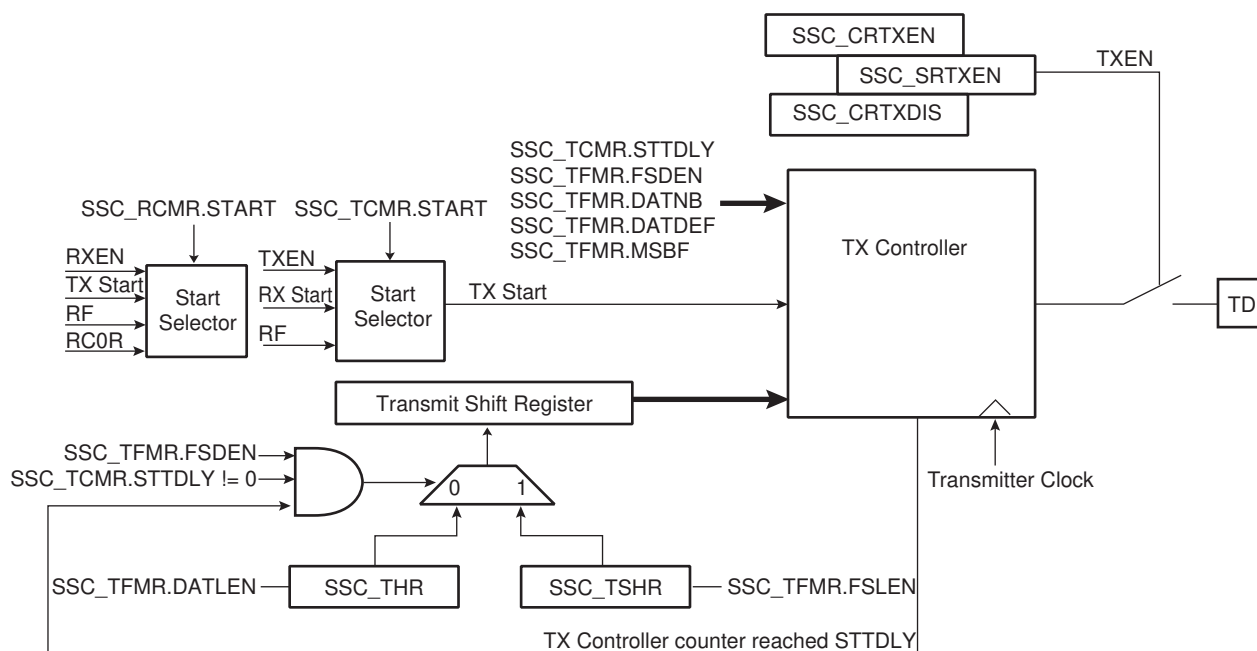 SSC_CRTXEN
SSC_SRTXEN
TXEN
SSC_CRTXDIS
SSC_TCMR.STTDLY
SSC_TFMR.FSDEN
SSC_TFMR.DATNB
SSC_TFMR.DATDEF
SSC_TFMR.MSBF
TX Controller
SSC_RCMR.START
SSC_TCMR.START
RXEN
TX Start
RF
RC0R
Start
Selector
TXEN
RX Start
RF
Start
Selector
TX Start
TD
Transmit Shift Register
SSC_TFMR.FSDEN
SSC_TCMR.STTDLY != 0
0 1
Transmitter Clock
SSC_TFMR.DATLEN
SSC_THR
SSC_TSHR
SSC_TFMR.FSLEN
TX Controller counter reached STTDLY